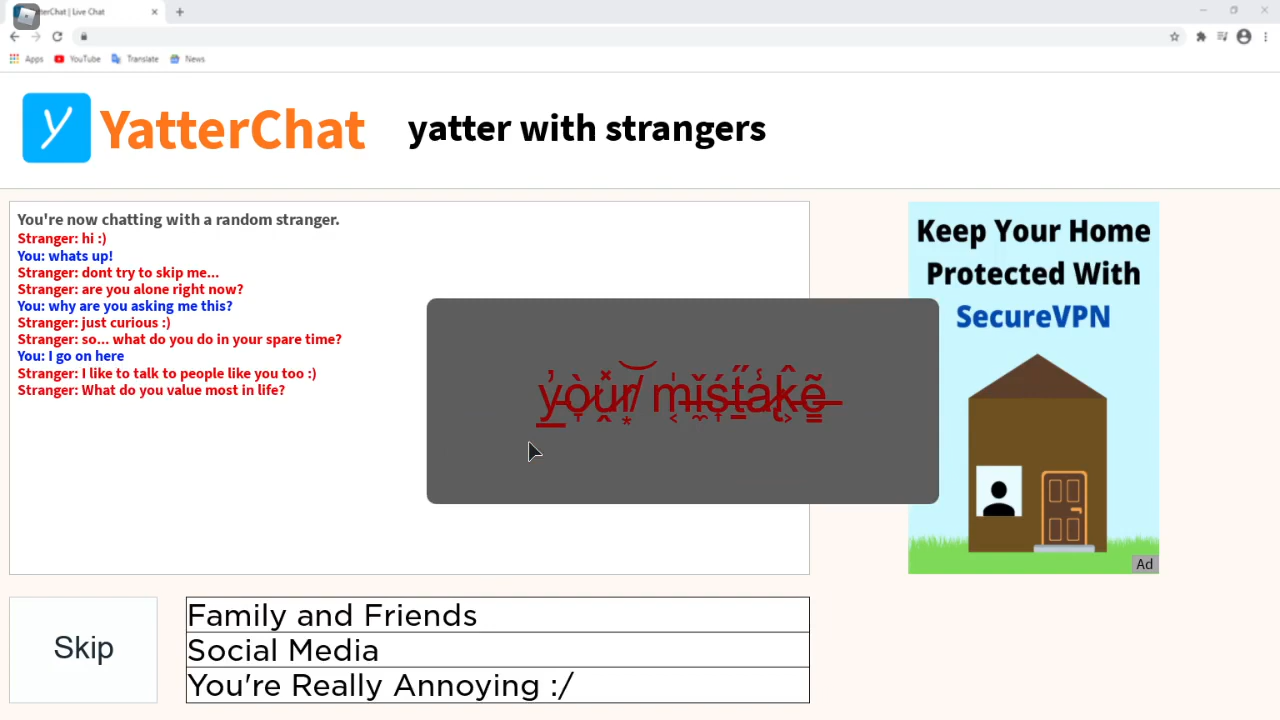 YatterChat | Live Chat
Apps YouTube Translate News
Y YatterChat yatter with strangers
You're now chatting with a random stranger.
Stranger: hi :)
You: whats up!
Stranger: dont try to skip me...
Stranger: are you alone right now?
You: why are you asking me this?
Stranger: just curious :)
Stranger: so... what do you do in your spare time?
You: I go on here
Stranger: I like to talk to people like you too :)
Stranger: What do you value most in life?
your mistake
Keep Your Home
Protected With
SecureVPN
Ad
Skip
Family and Friends
Social Media
You're Really Annoying :/